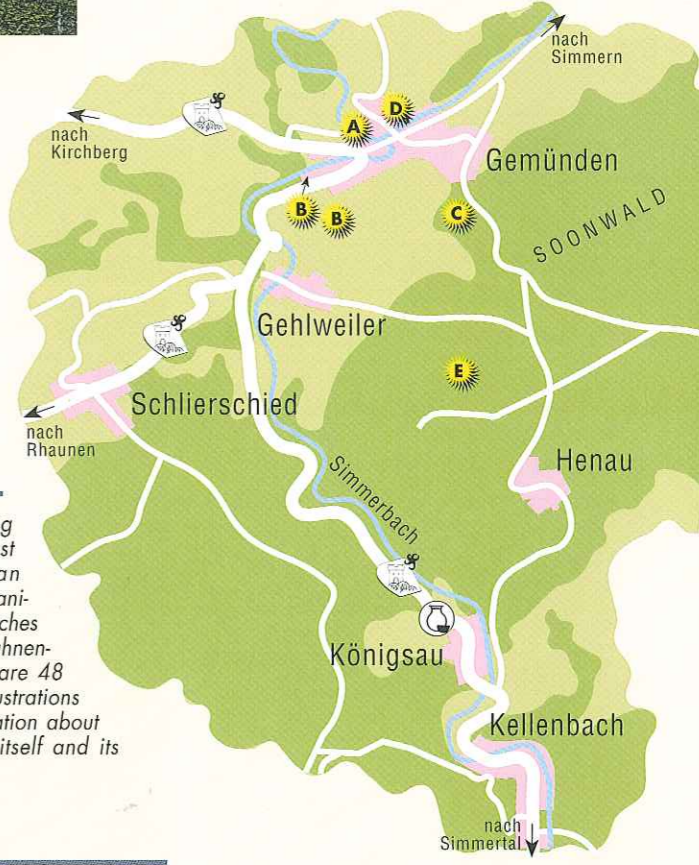 nach
Simmern
nach
Kirchberg
A
D
Gemünden
B
B
C
SOONWALD
Gehlweiler
E
Schlierschied
nach
Rhaunen
Henau
Simmerbach
Königsau
Kellenbach
nach
Simmertal
g
st
an
ani-
ches
hnen-
are 48
ustrations
ation about
itself and its